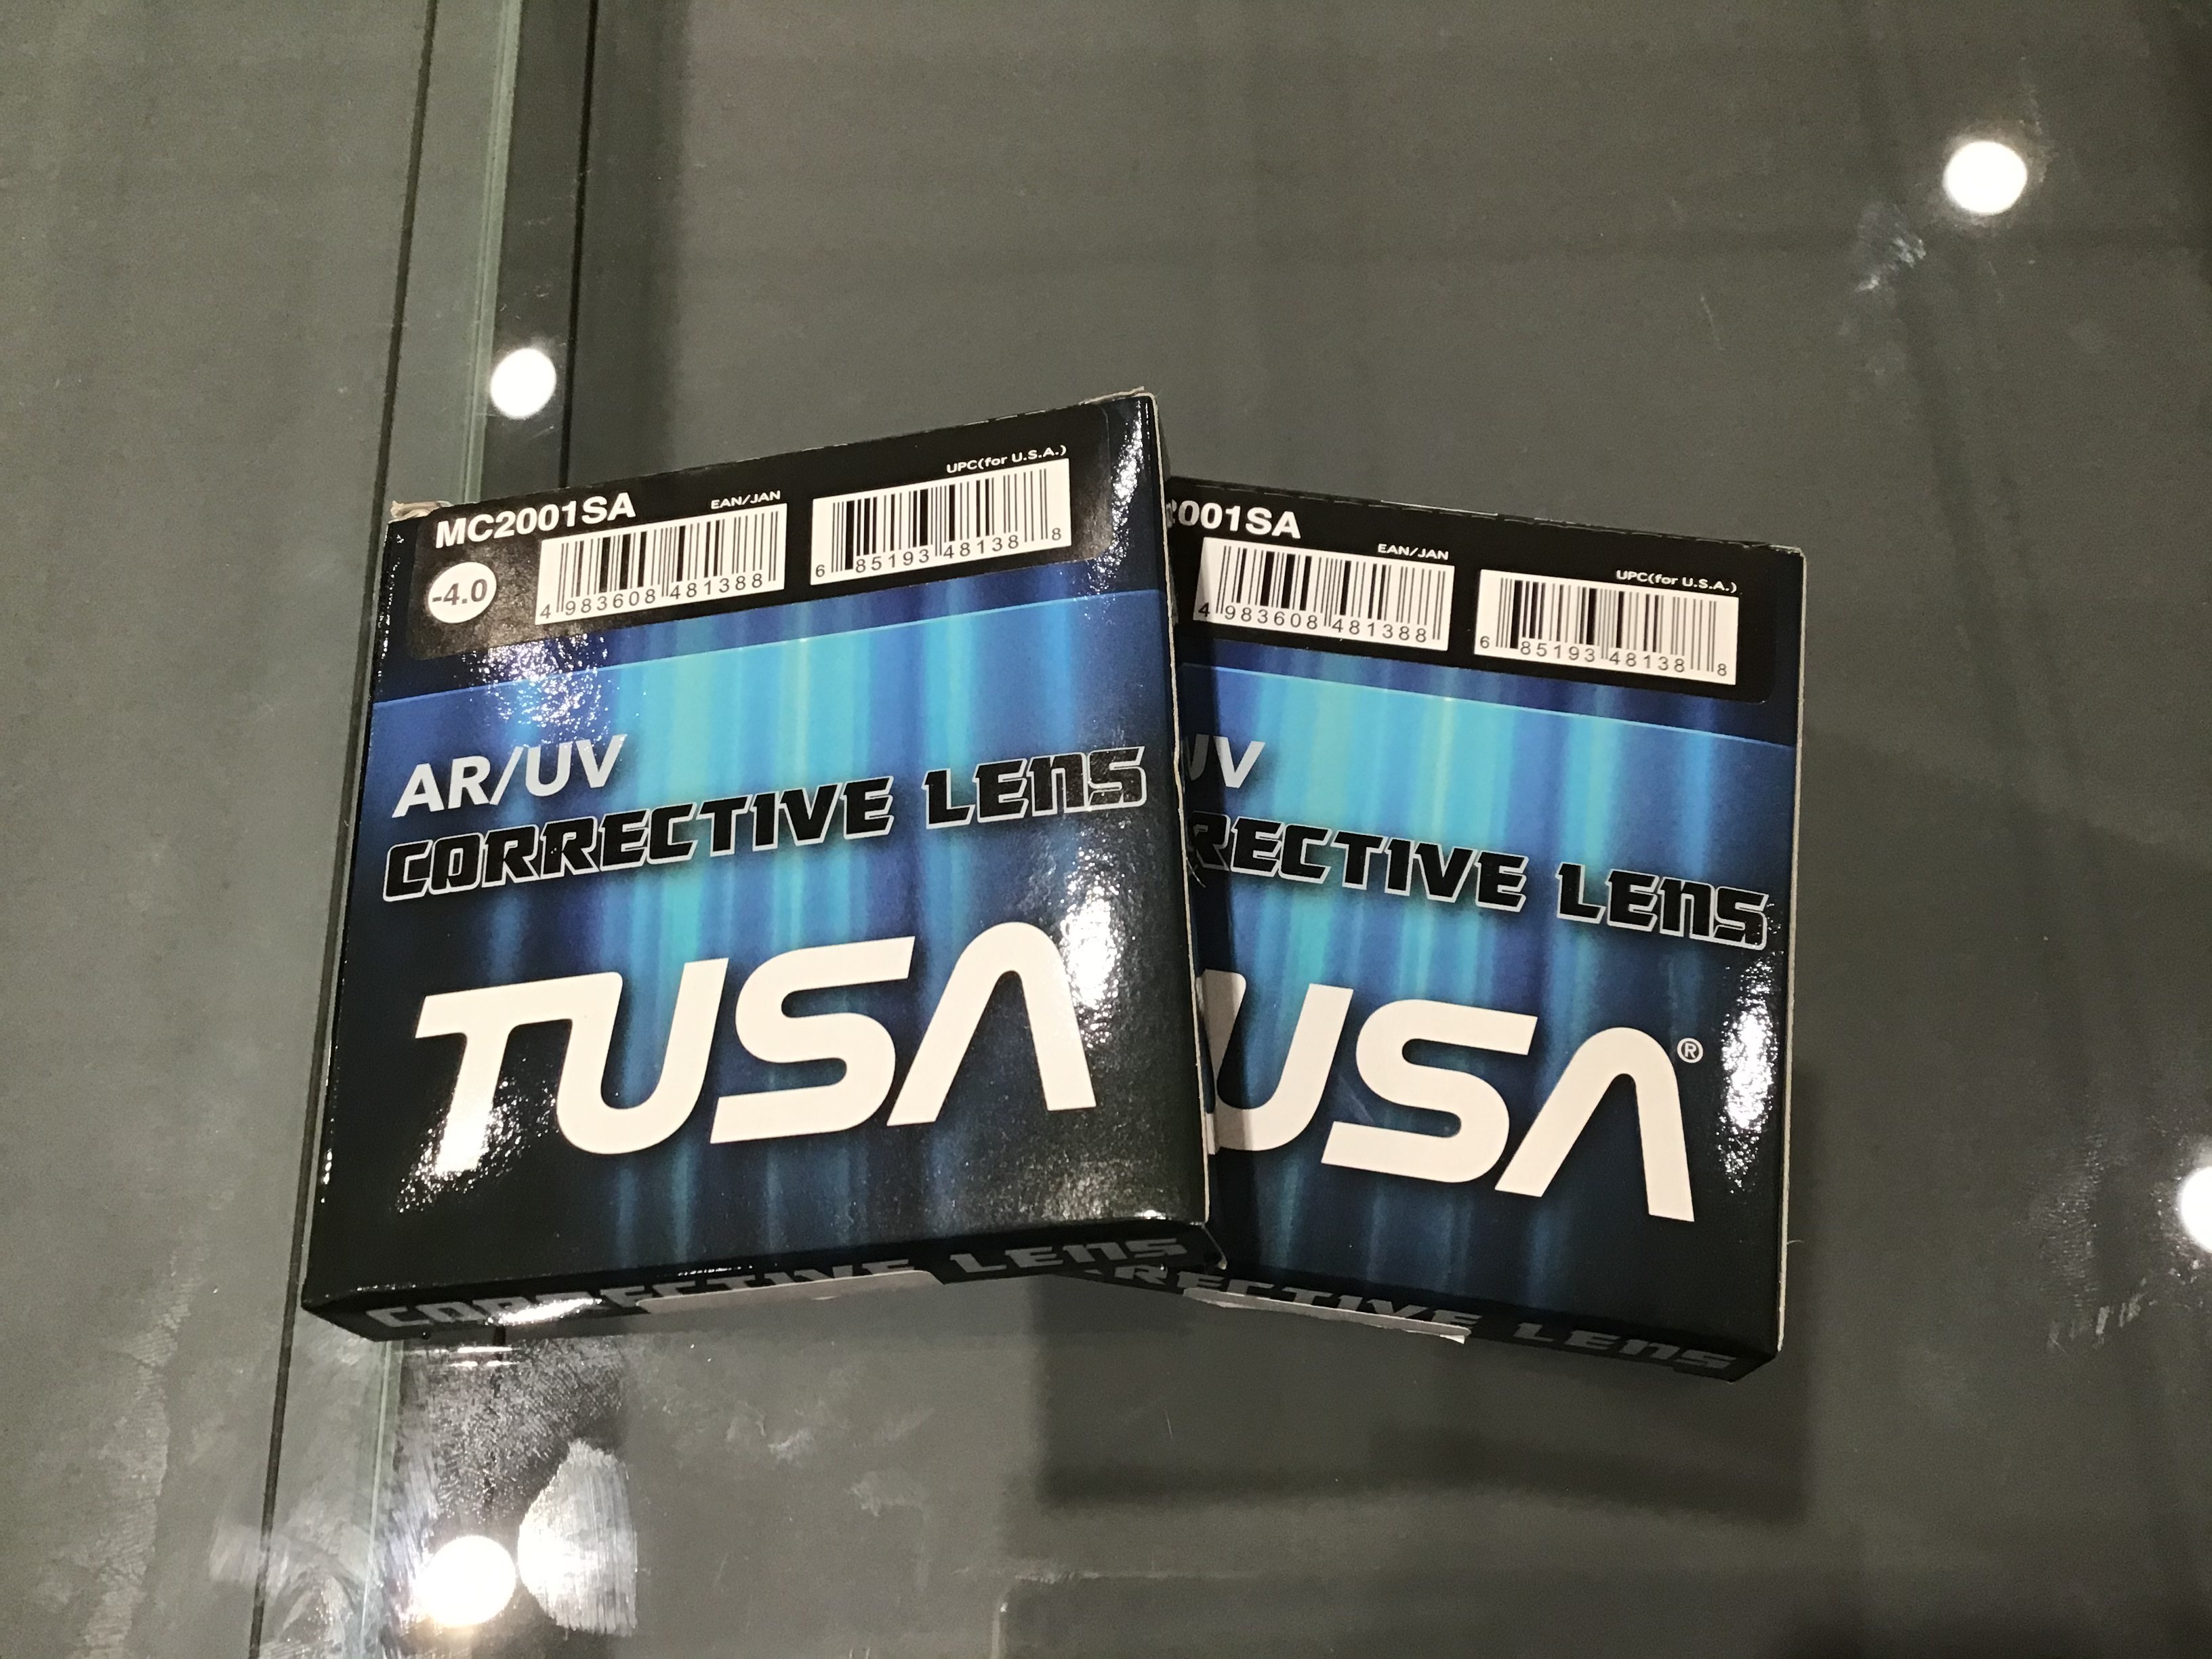 MC2001SA
EAN/JAN
UPC(for U.S.A.)
-4.0
4 983608 481388
6 85193 48138 8
AR/UV
CORRECTIVE LENS
TUSA
CORRECTIVE LENS
001SA
EAN/JAN
UPC(for U.S.A.)
4 983608 481388
6 85193 48138 8
UV
RECTIVE LENS
USA®
RRECTIVE LENS